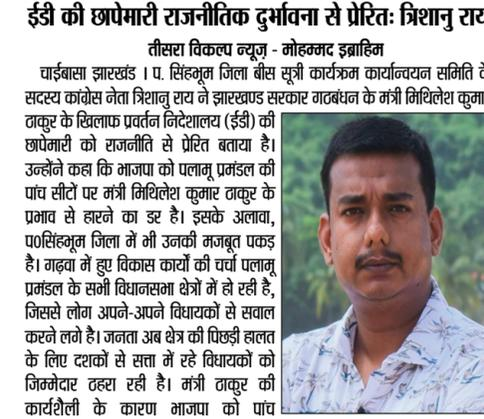 ईडी की छापेमारी राजनीतिक दुर्भावना से प्रेरितः त्रिशानु राय
तीसरा विकल्प न्यूज़ - मोहम्मद इब्राहिम
चाईबासा झारखंड । प. सिंहभूम जिला बीस सूत्री कार्यक्रम कार्यान्वयन समिति के
सदस्य कांग्रेस नेता त्रिशानु राय ने झारखण्ड सरकार गठबंधन के मंत्री मिथिलेश
ठाकुर के खिलाफ प्रवर्तन निदेशालय (ईडी) की
छापेमारी को राजनीति से प्रेरित बताया है।
उन्होंने कहा कि भाजपा को पलामू प्रमंडल की
पांच सीटों पर मंत्री मिथिलेश कुमार ठाकुर के
प्रभाव से हारने का डर है। इसके अलावा,
प०सिंहभूम जिला में भी उनकी मजबूत पकड़
है। गढ़वा में हुए विकास कार्यों की चर्चा पलामू
प्रमंडल के सभी विधानसभा क्षेत्रों में हो रही है,
जिससे लोग अपने-अपने विधायकों से सवाल
करने लगे है। जनता अब क्षेत्र की पिछड़ी हालत
के लिए दशकों से सत्ता में रहे विधायकों को
जिम्मेदार ठहरा रही है। मंत्री ठाकुर की
कार्यशैली के कारण भाजपा को पांच